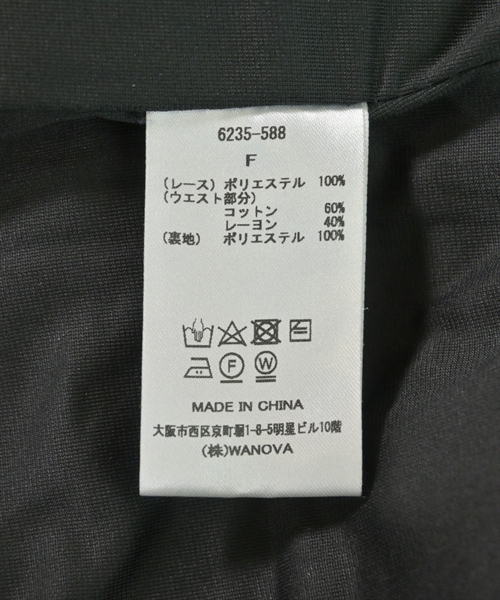 6235-588
F
(レース) ポリエステル 100%
(ウエスト部分)
コットン 60%
レーヨン 40%
(裏地) ポリエステル 100%
F W
MADE IN CHINA
大阪市西区京町堀1-8-5明星ビル10階
(株)WANOVA